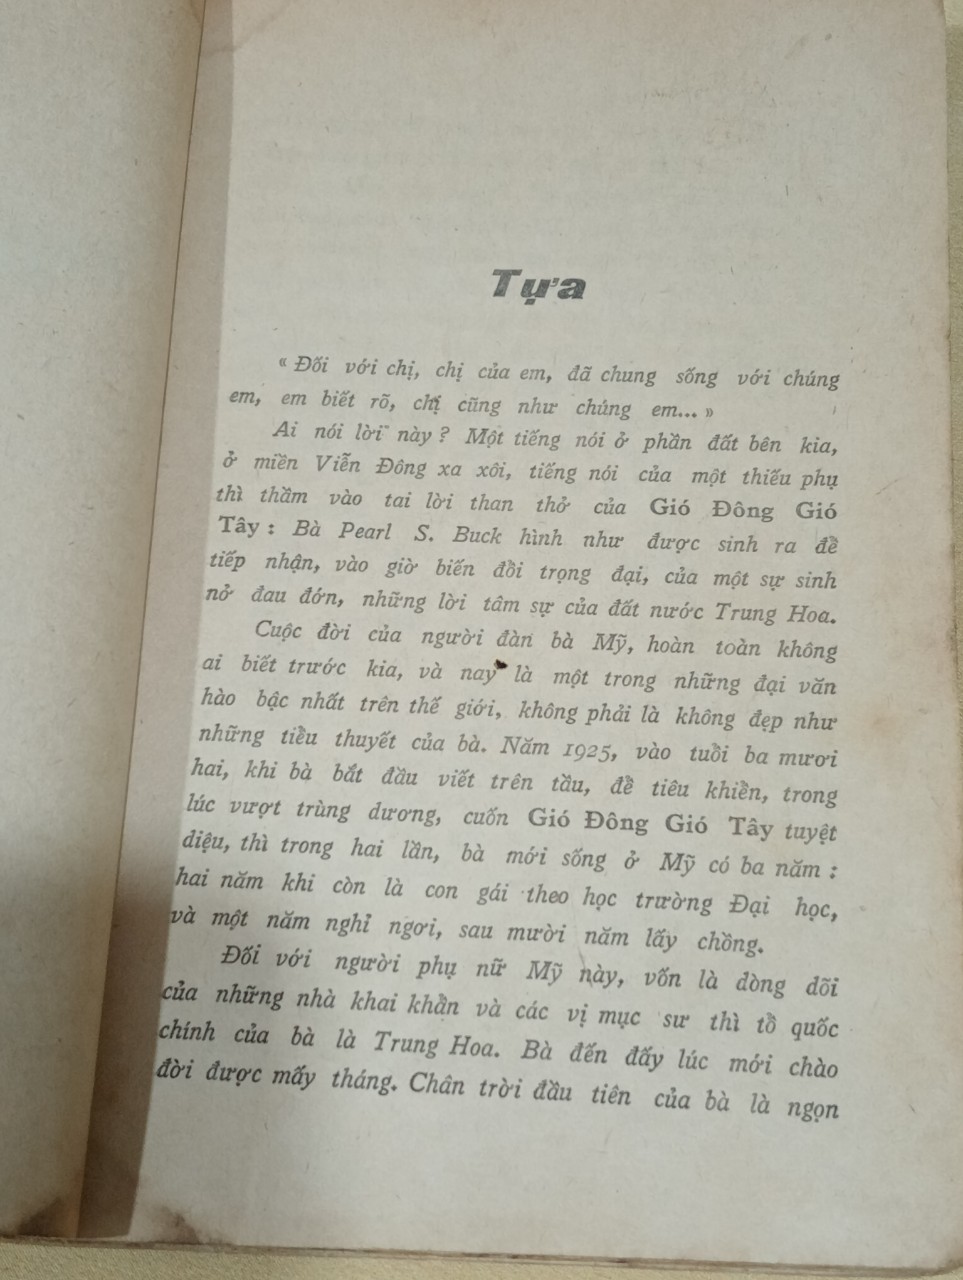 Tựa
« Đối với chị, chị của em, đã chung sống với chúng
em, em biết rõ, chị cũng như chúng em... »
Ai nói lời này ? Một tiếng nói ở phần đất bên kia,
ở miền Viễn Đông xa xôi, tiếng nói của một thiếu phụ
thì thầm vào tai lời than thở của Gió Đông Gió
Tây : Bà Pearl S. Buck hình như được sinh ra để
tiếp nhận, vào giờ biến đổi trọng đại, của một sự sinh
nở đau đớn, những lời tâm sự của đất nước Trung Hoa.
Cuộc đời của người đàn bà Mỹ, hoàn toàn không
ai biết trước kia, và nay là một trong những đại văn
hào bậc nhất trên thế giới, không phải là không đẹp như
những tiểu thuyết của bà. Năm 1925, vào tuổi ba mươi
hai, khi bà bắt đầu viết trên tầu, để tiêu khiển, trong
lúc vượt trùng dương, cuốn Gió Đông Gió Tây tuyệt
diệu, thì trong hai lần, bà mới sống ở Mỹ có ba năm :
hai năm khi còn là con gái theo học trường Đại học,
và một năm nghỉ ngơi, sau mười năm lấy chồng.
Đối với người phụ nữ Mỹ này, vốn là dòng dõi
của những nhà khai khẩn và các vị mục sư thì tổ quốc
chính của bà là Trung Hoa. Bà đến đấy lúc mới chào
đời được mấy tháng. Chân trời đầu tiên của bà là ngọn